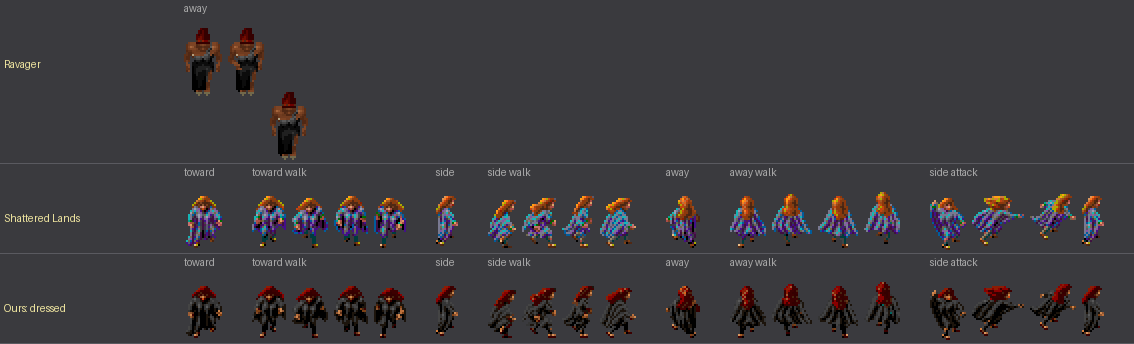 away
Ravager
toward toward walk side side walk away away walk side attack
Shattered Lands
toward toward walk side side walk away away walk side attack
Ours: dressed